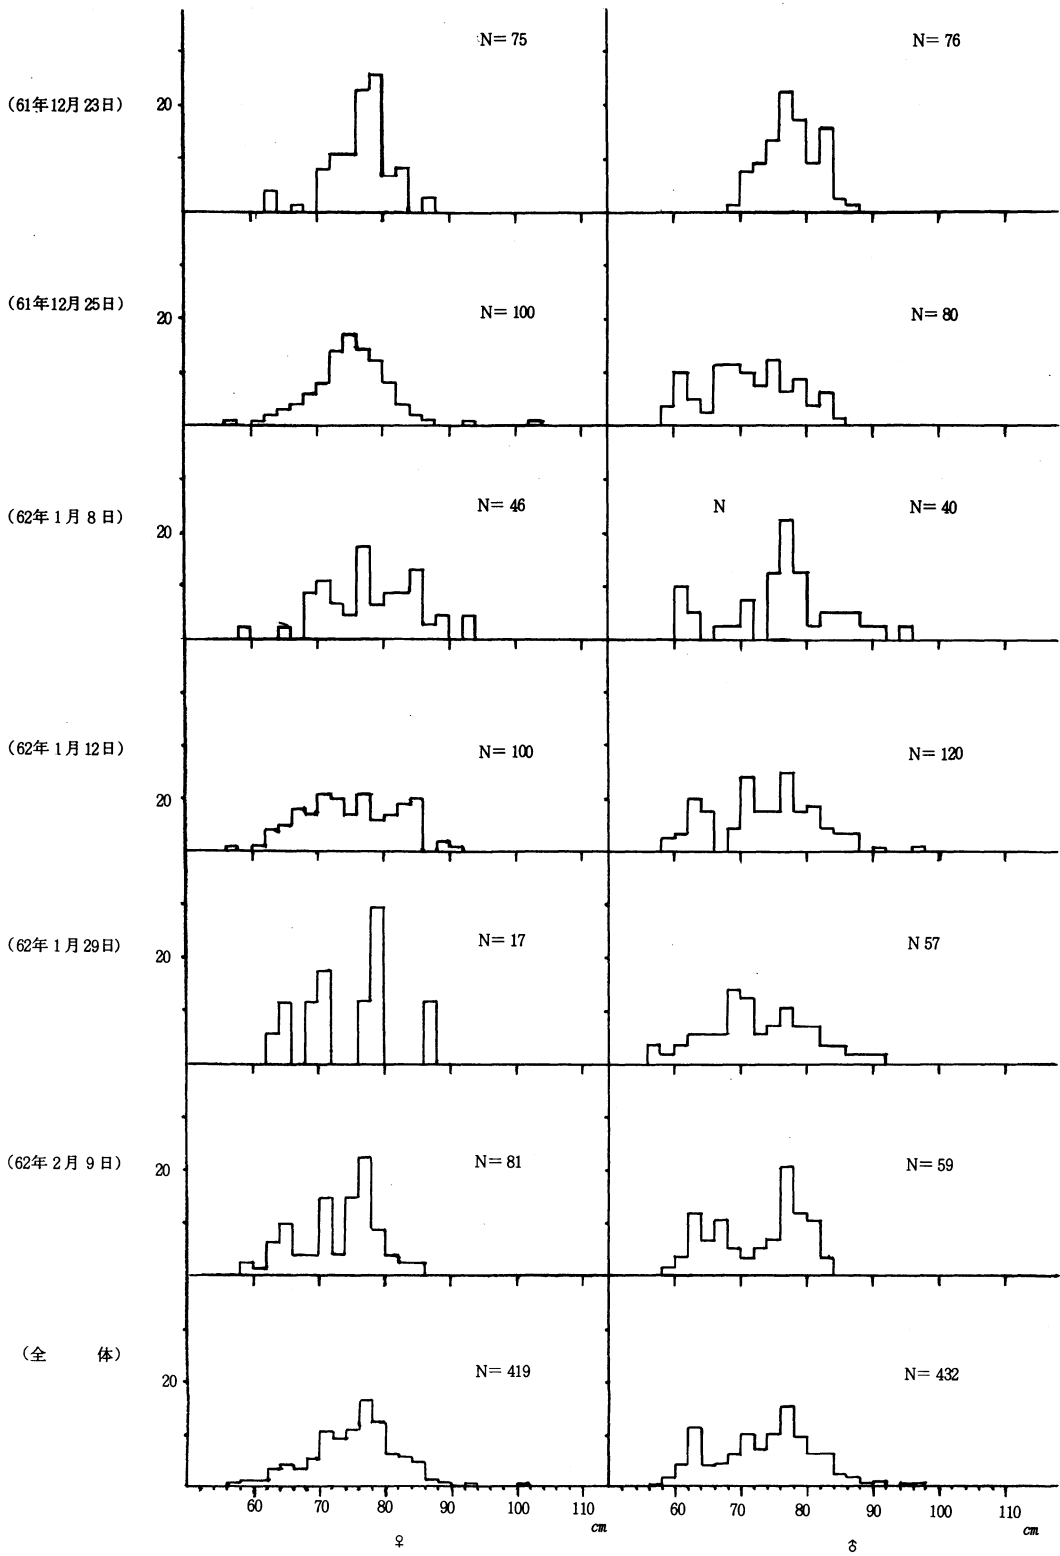 N=75 N=76
(61年12月23日) 20
(61年12月25日) 20 N=100 N=80
(62年1月8日) 20 N=46 N N=40
(62年1月12日) 20 N=100 N=120
(62年1月29日) 20 N=17 N 57
(62年2月9日) 20 N=81 N=59
(全 体) 20 N=419 N=432
60 70 80 90 100 110 cm 60 70 80 90 100 110 cm
♀ ♂